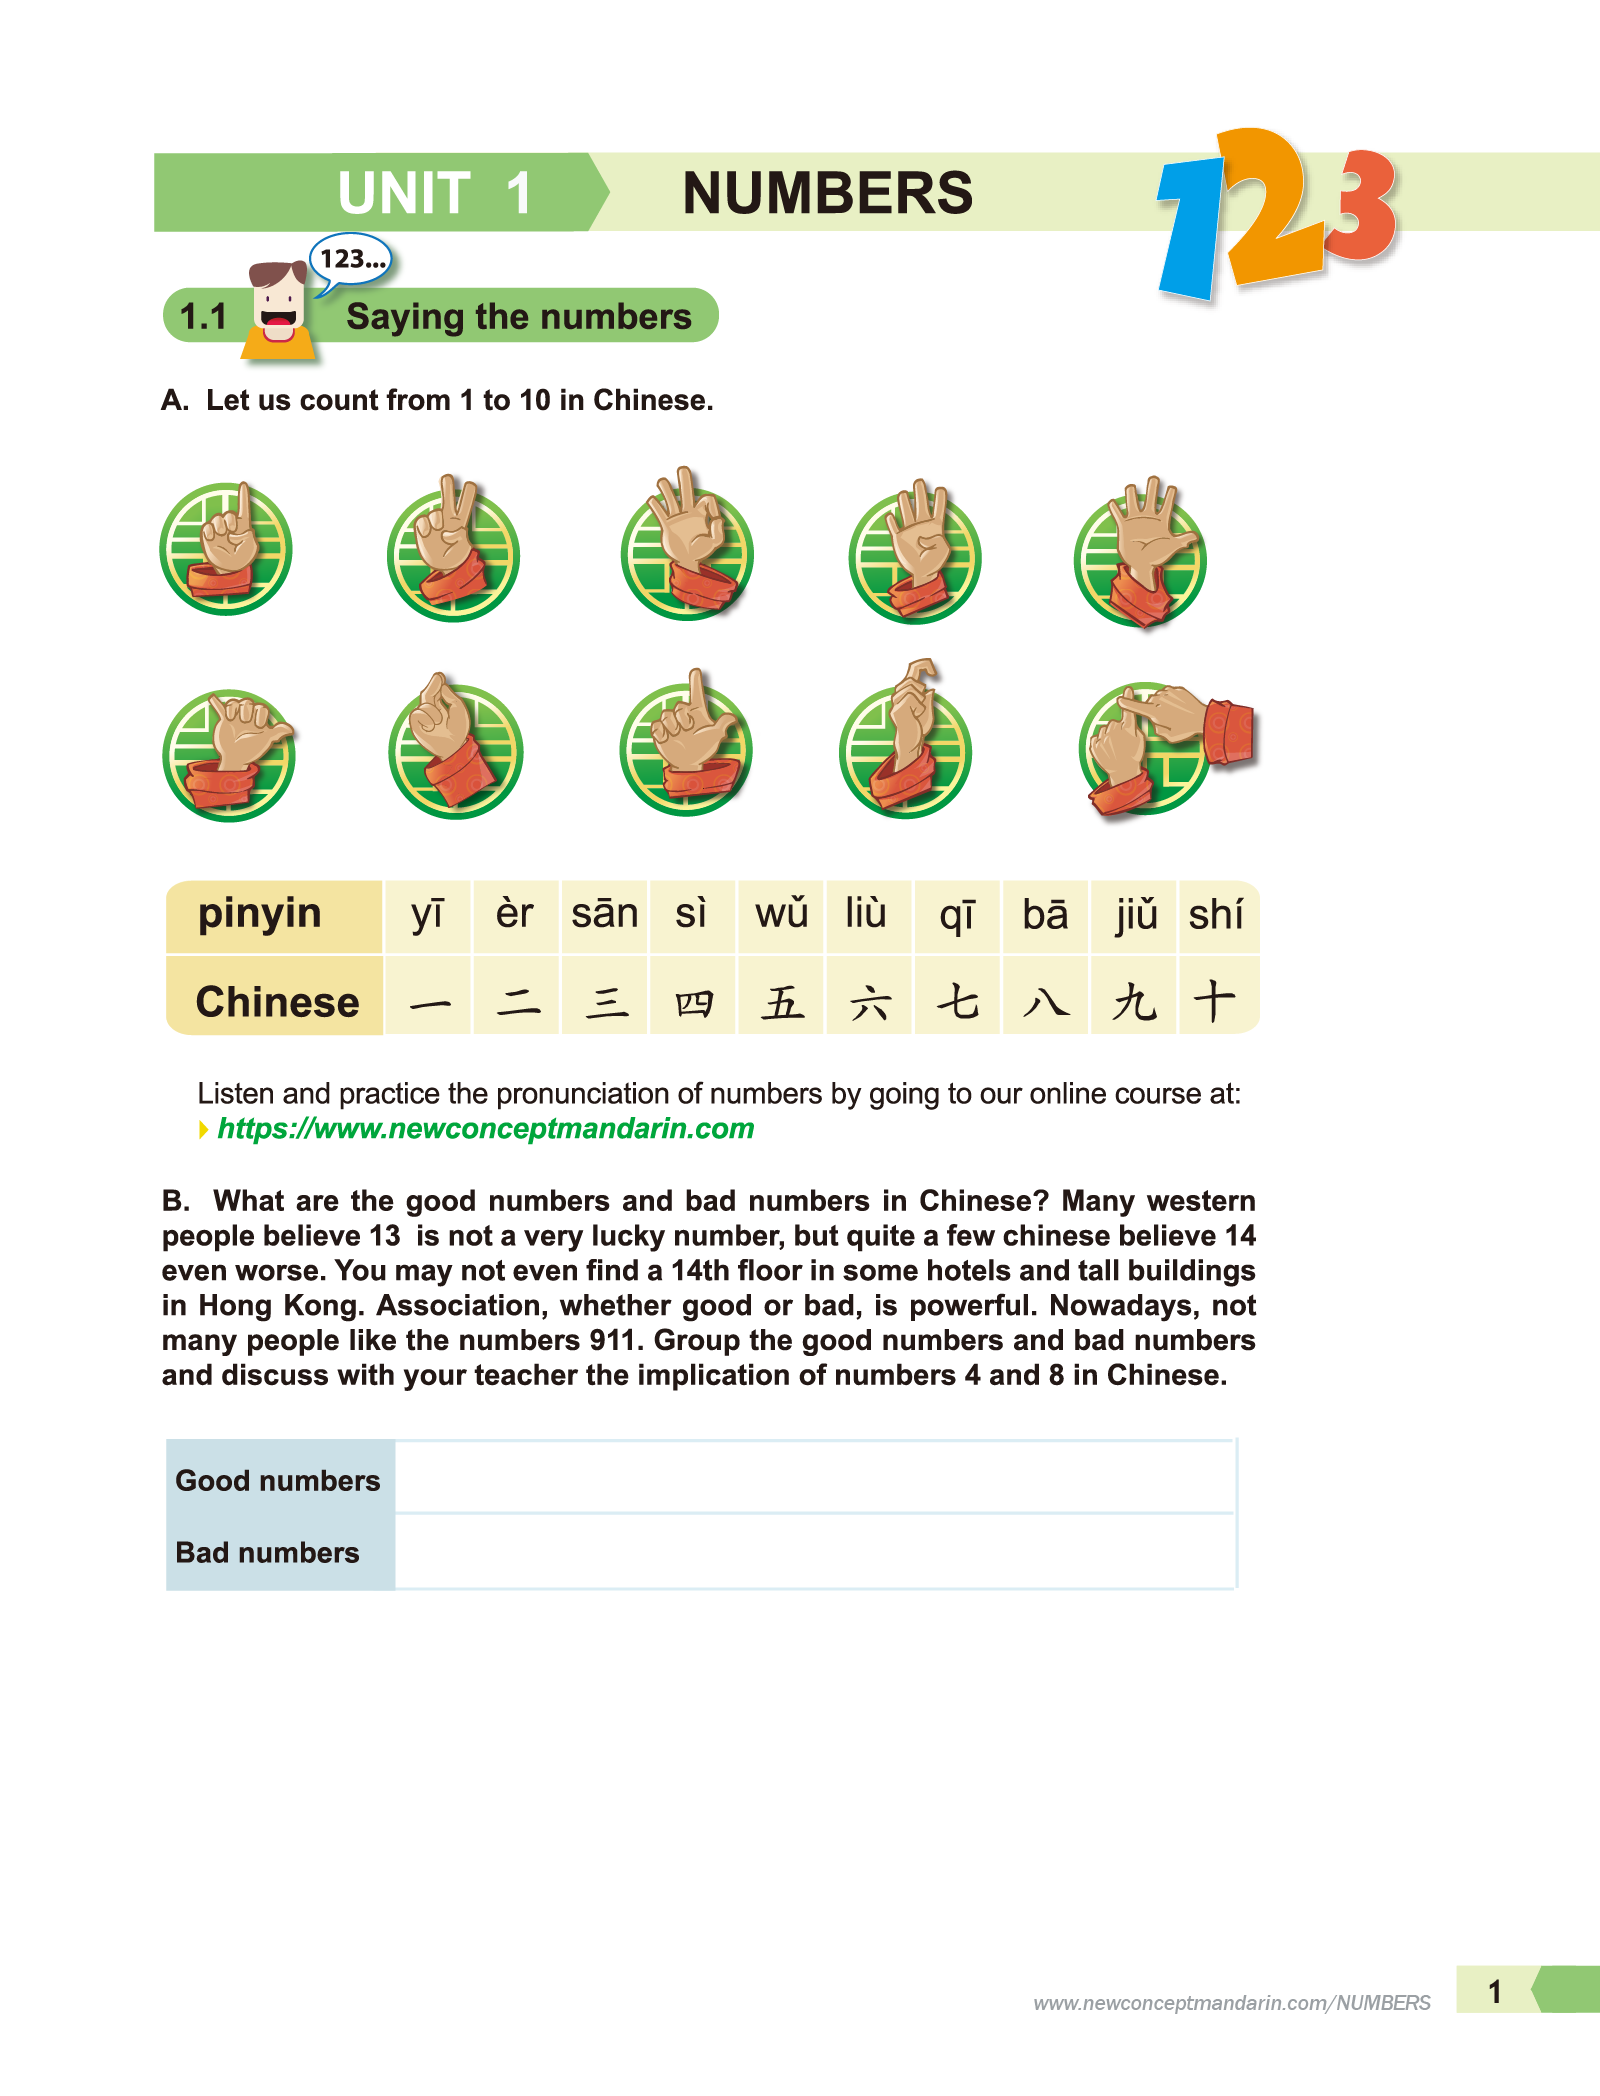 UNIT 1 NUMBERS
123
123...
1.1 Saying the numbers
A. Let us count from 1 to 10 in Chinese.
pinyin yī èr sān sì wǔ liù qī bā jiǔ shí
Chinese 一 二 三 四 五 六 七 八 九 十
Listen and practice the pronunciation of numbers by going to our online course at:
https://www.newconceptmandarin.com
B. What are the good numbers and bad numbers in Chinese? Many western
people believe 13 is not a very lucky number, but quite a few chinese believe 14
even worse. You may not even find a 14th floor in some hotels and tall buildings
in Hong Kong. Association, whether good or bad, is powerful. Nowadays, not
many people like the numbers 911. Group the good numbers and bad numbers
and discuss with your teacher the implication of numbers 4 and 8 in Chinese.
Good numbers
Bad numbers
www.newconceptmandarin.com/NUMBERS 1